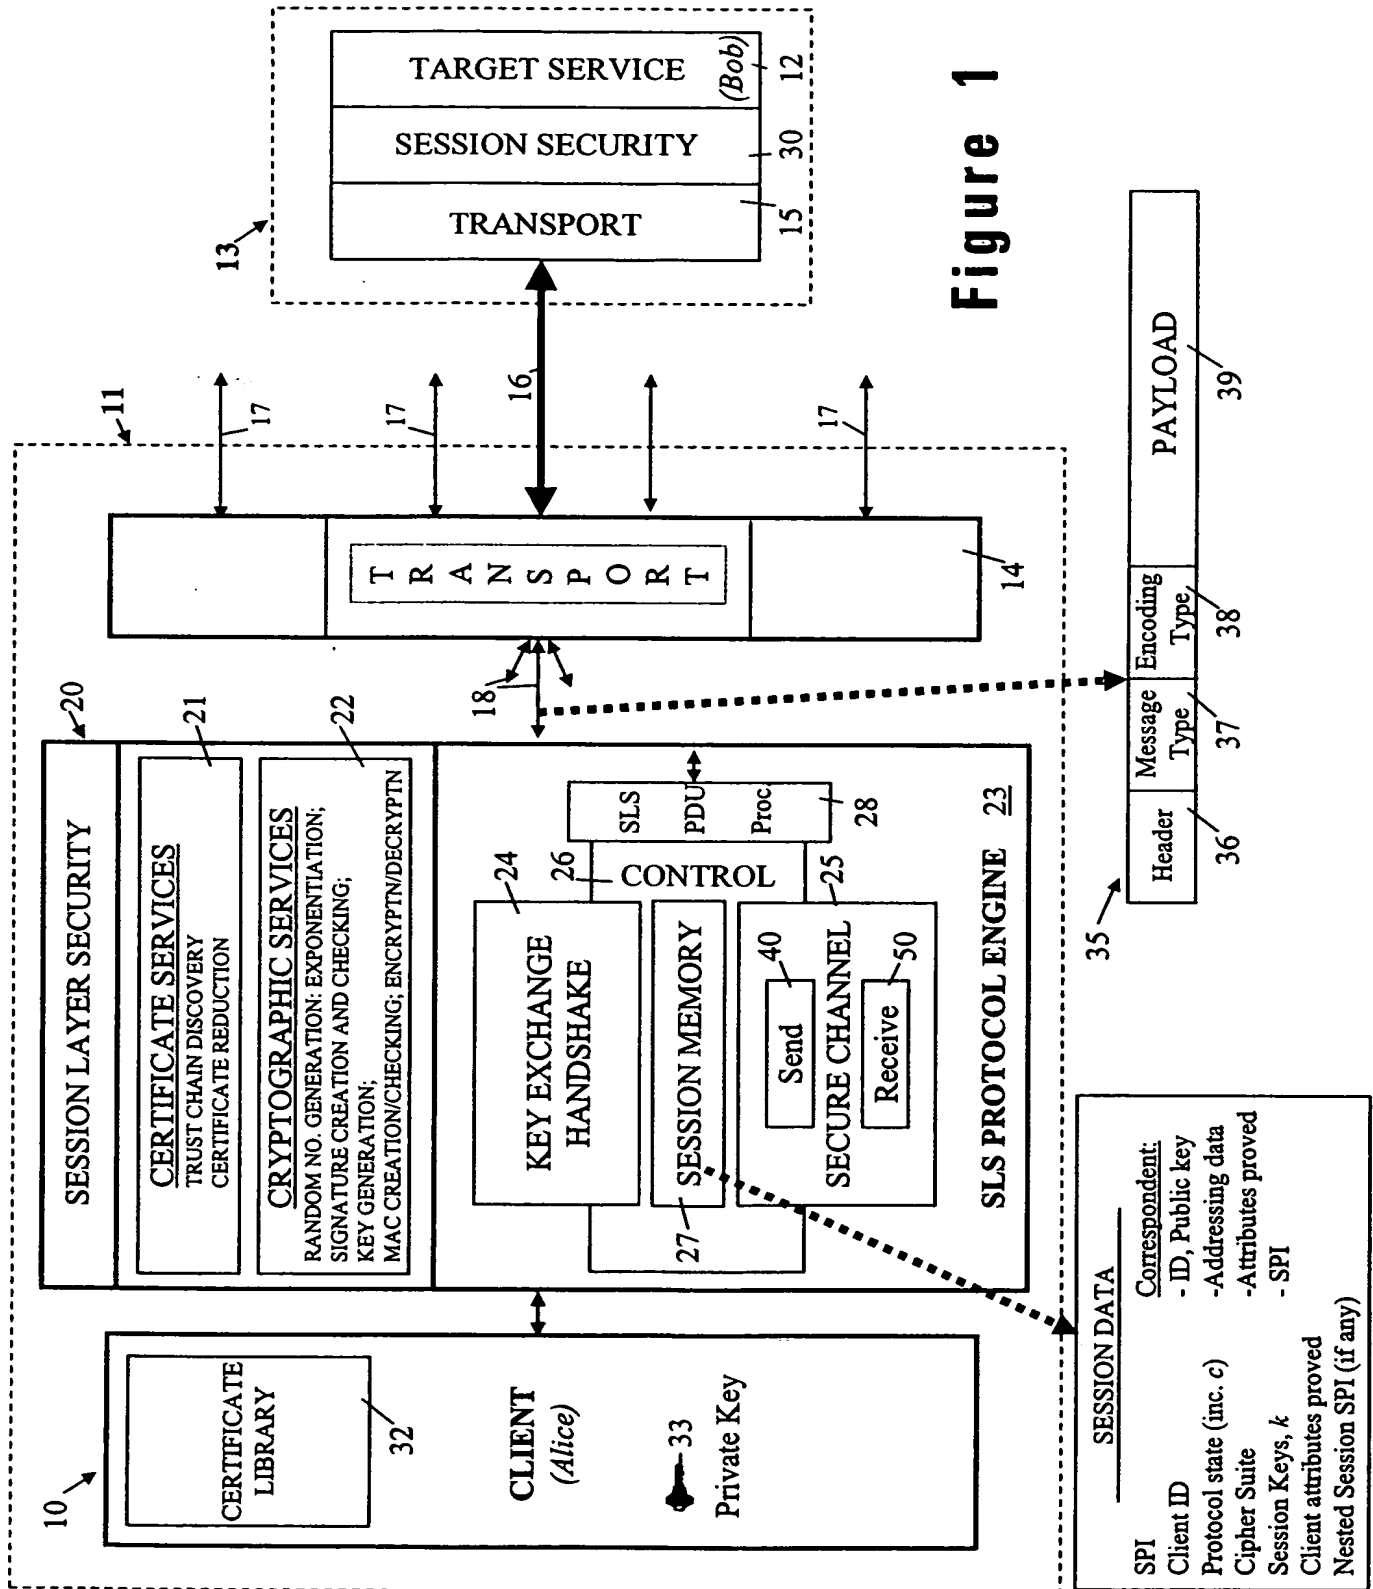 10
CERTIFICATE
LIBRARY
32
CLIENT
(Alice)
33
Private Key
11
20
SESSION LAYER SECURITY
CERTIFICATE SERVICES
TRUST CHAIN DISCOVERY
CERTIFICATE REDUCTION
21
CRYPTOGRAPHIC SERVICES
RANDOM NO. GENERATION: EXPONENTIATION;
SIGNATURE CREATION AND CHECKING;
KEY GENERATION;
MAC CREATION/CHECKING; ENCRYPTN/DECRYPTN
22
KEY EXCHANGE
HANDSHAKE
24
26
CONTROL
SLS
PDU
Proc.
28
27
SESSION MEMORY
SECURE CHANNEL
25
Send
40
Receive
50
SLS PROTOCOL ENGINE
23
18
TRANSPORT
14
17
17
16
17
13
TARGET SERVICE
(Bob)
12
SESSION SECURITY
30
TRANSPORT
15
Figure 1
35
Header
36
Message
Type
37
Encoding
Type
38
PAYLOAD
39
SESSION DATA
SPI
Client ID
Protocol state (inc. c)
Cipher Suite
Session Keys, k
Client attributes proved
Nested Session SPI (if any)
Correspondent:
- ID, Public key
-Addressing data
-Attributes proved
- SPI